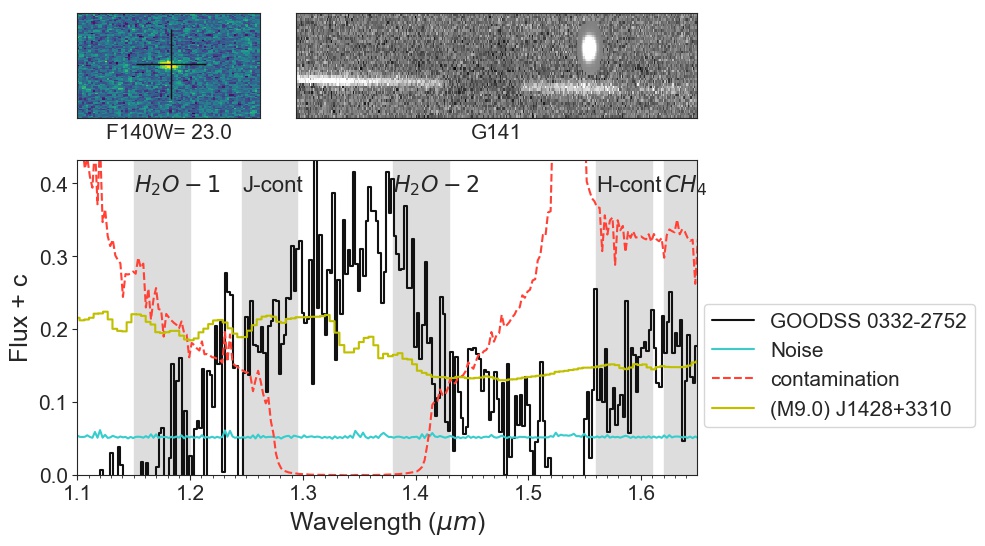 F140W= 23.0
G141
H₂O − 1
J-cont
H₂O − 2
H-cont
CH₄
0.4
0.3
0.2
0.1
0.0
Flux + c
1.1
1.2
1.3
1.4
1.5
1.6
Wavelength (μm)
GOODSS 0332-2752
Noise
contamination
(M9.0) J1428+3310